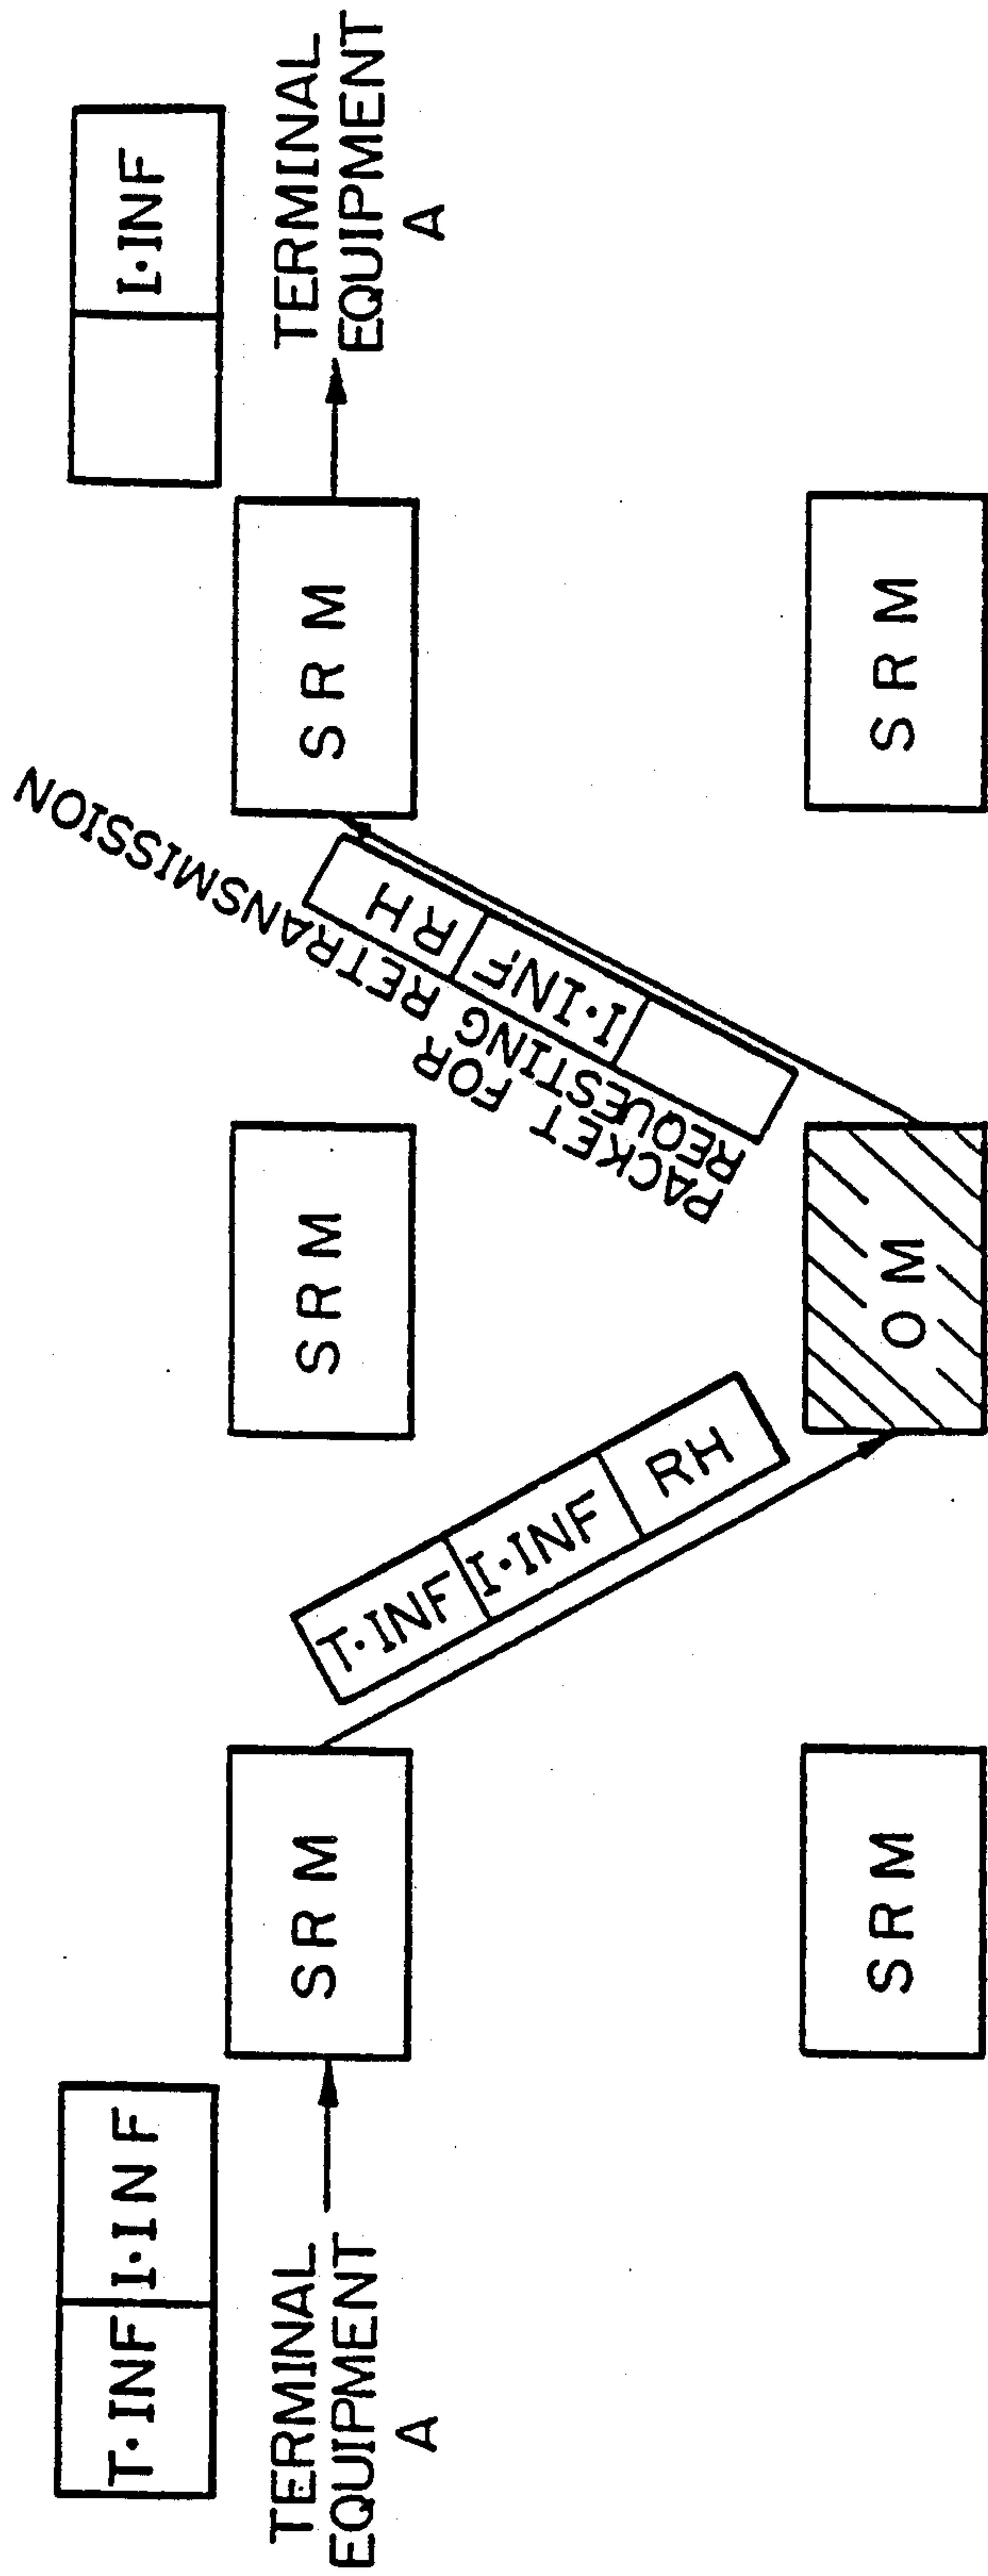 T·INF I·INF
TERMINAL
EQUIPMENT
A
SRM
SRM
T·INF I·INF RH
SRM
OM
PACKET FOR
REQUESTING RETRANSMISSION
I·INF RH
SRM
SRM
I·INF
TERMINAL
EQUIPMENT
A